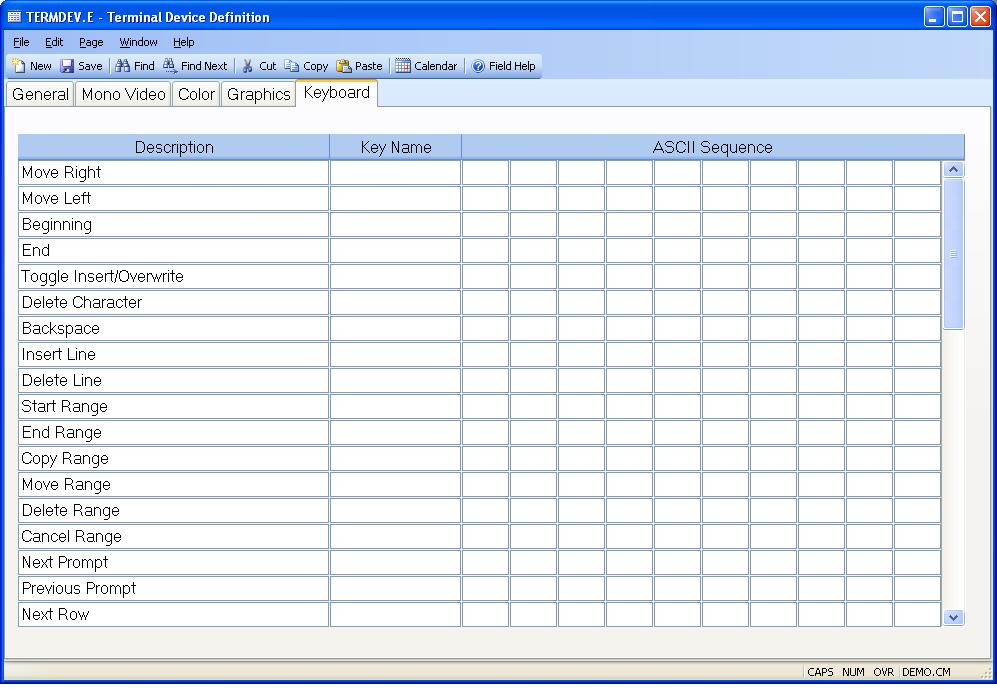 TERMDEV.E - Terminal Device Definition
File Edit Page Window Help
New Save Find Find Next Cut Copy Paste Calendar Field Help
General Mono Video Color Graphics Keyboard
Description Key Name ASCII Sequence
Move Right
Move Left
Beginning
End
Toggle Insert/Overwrite
Delete Character
Backspace
Insert Line
Delete Line
Start Range
End Range
Copy Range
Move Range
Delete Range
Cancel Range
Next Prompt
Previous Prompt
Next Row
CAPS NUM OVR DEMO.CM